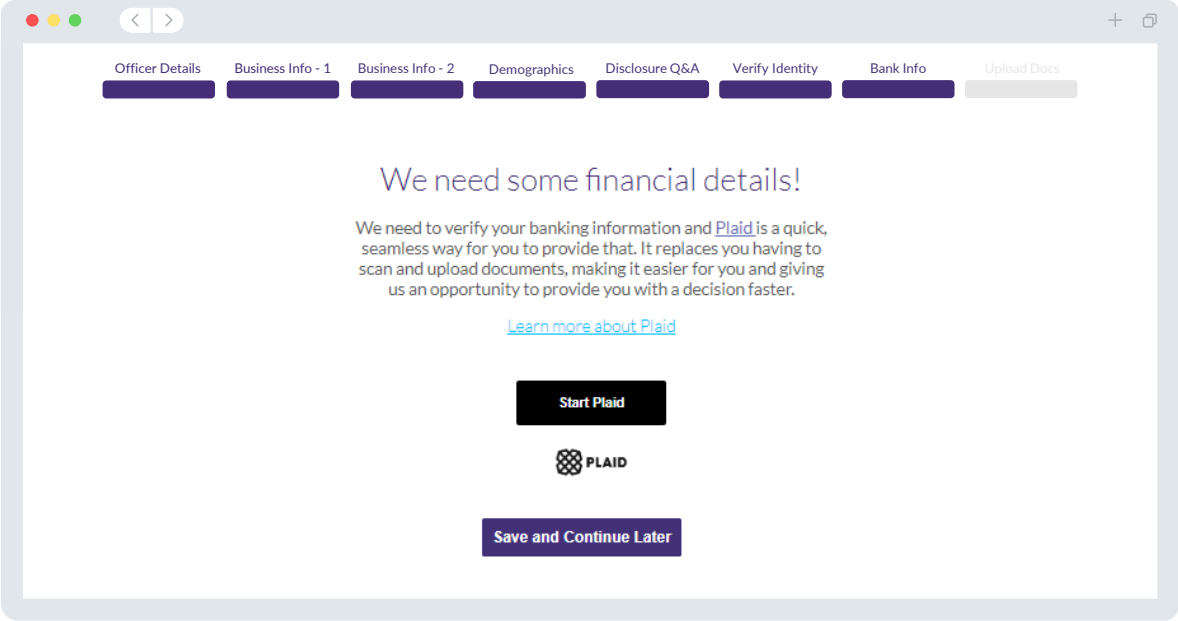 Officer Details
Business Info - 1
Business Info - 2
Demographics
Disclosure Q&A
Verify Identity
Bank Info
Upload Docs
We need some financial details!
We need to verify your banking information and Plaid is a quick,
seamless way for you to provide that. It replaces you having to
scan and upload documents, making it easier for you and giving
us an opportunity to provide you with a decision faster.
Learn more about Plaid
Start Plaid
PLAID
Save and Continue Later